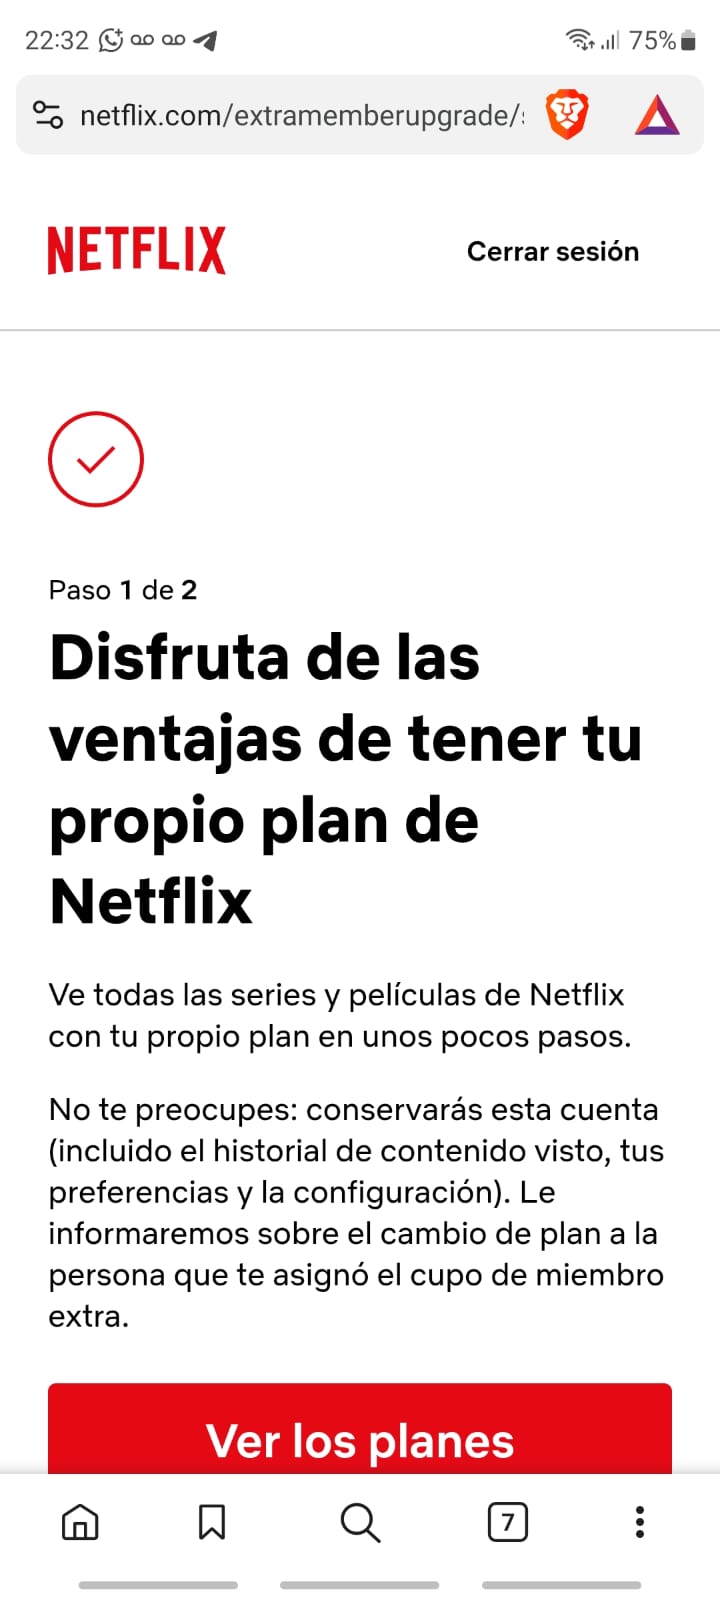 22:32 75%
netflix.com/extramemberupgrade/
NETFLIX
Cerrar sesión
Paso 1 de 2
Disfruta de las
ventajas de tener tu
propio plan de
Netflix
Ve todas las series y películas de Netflix
con tu propio plan en unos pocos pasos.
No te preocupes: conservarás esta cuenta
(incluido el historial de contenido visto, tus
preferencias y la configuración). Le
informaremos sobre el cambio de plan a la
persona que te asignó el cupo de miembro
extra.
Ver los planes
7